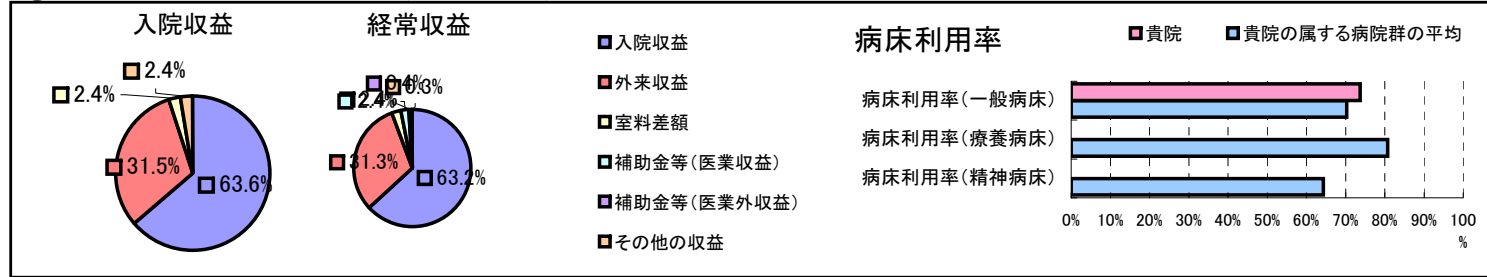 入院収益
2.4%
2.4%
31.5%
63.6%
経常収益
0.4%
0.3%
2.4%
31.3%
63.2%
入院収益
外来収益
室料差額
補助金等(医業収益)
補助金等(医業外収益)
その他の収益
病床利用率
貴院
貴院の属する病院群の平均
病床利用率(一般病床)
病床利用率(療養病床)
病床利用率(精神病床)
0% 10% 20% 30% 40% 50% 60% 70% 80% 90% 100
%